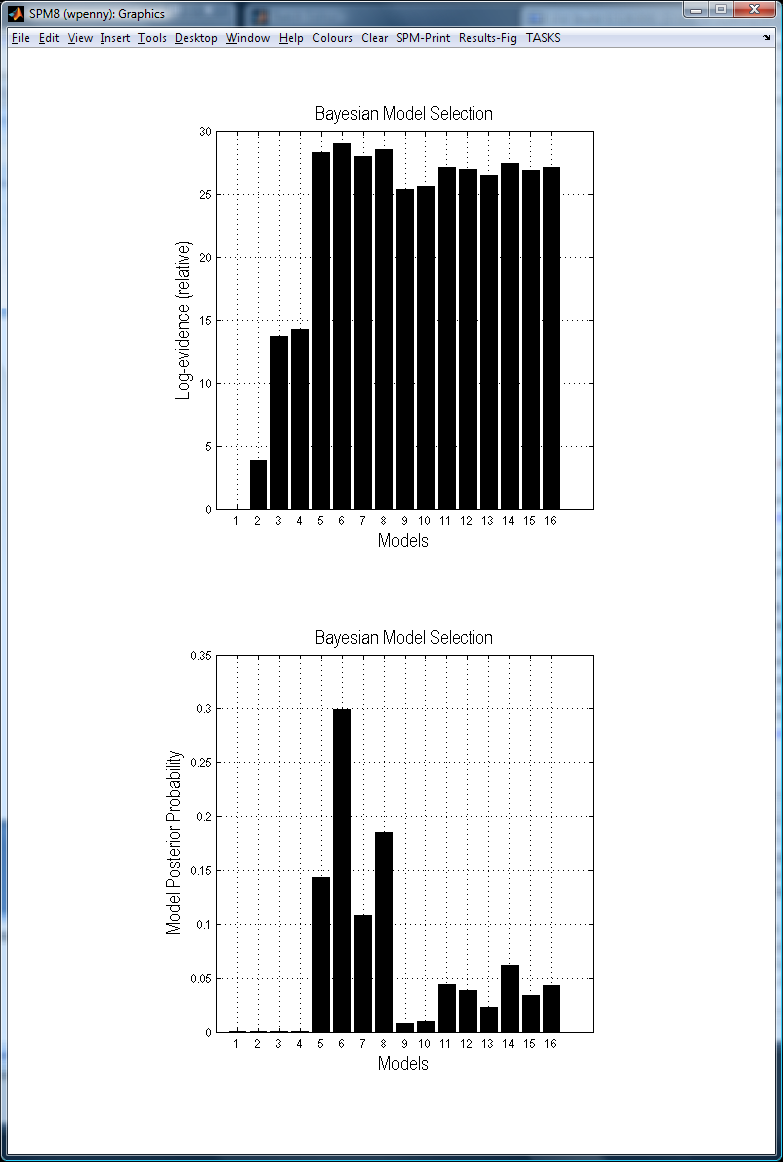 SPM8 (wpenny): Graphics
File Edit View Insert Tools Desktop Window Help Colours Clear SPM-Print Results-Fig TASKS
Bayesian Model Selection
30
25
20
15
10
5
0
Log-evidence (relative)
1 2 3 4 5 6 7 8 9 10 11 12 13 14 15 16
Models
Bayesian Model Selection
0.35
0.3
0.25
0.2
0.15
0.1
0.05
0
Model Posterior Probability
1 2 3 4 5 6 7 8 9 10 11 12 13 14 15 16
Models